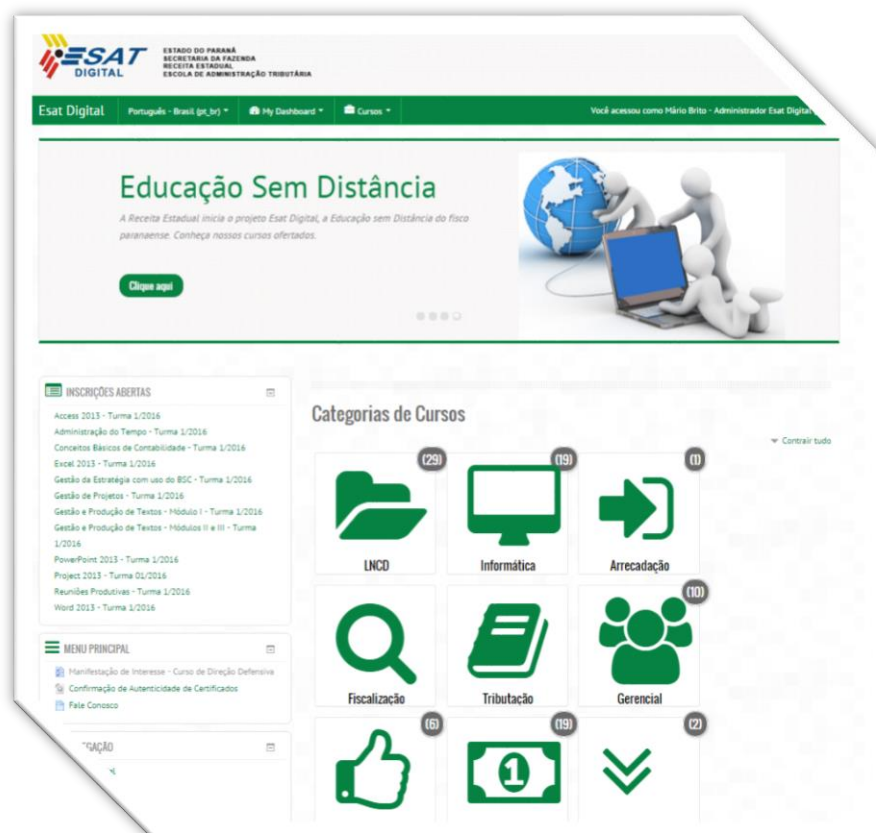 ESAT
DIGITAL
ESTADO DO PARANÁ
SECRETARIA DA FAZENDA
RECEITA ESTADUAL
ESCOLA DE ADMINISTRAÇÃO TRIBUTÁRIA
Esat Digital Português - Brasil (pt_br) My Dashboard Cursos Você acessou como Mário Brito - Administrador Esat Digital
Educação Sem Distância
A Receita Estadual inicia o projeto Esat Digital, a Educação sem Distância do fisco
paranaense. Conheça nossos cursos ofertados.
Clique aqui
INSCRIÇÕES ABERTAS
Access 2013 - Turma 1/2016
Administração do Tempo - Turma 1/2016
Conceitos Básicos de Contabilidade - Turma 1/2016
Excel 2013 - Turma 1/2016
Gestão da Estratégia com uso do BSC - Turma 1/2016
Gestão de Projetos - Turma 1/2016
Gestão e Produção de Textos - Módulo I - Turma 1/2016
Gestão e Produção de Textos - Módulos II e III - Turma
1/2016
PowerPoint 2013 - Turma 1/2016
Project 2013 - Turma 01/2016
Reuniões Produtivas - Turma 1/2016
Word 2013 - Turma 1/2016
MENU PRINCIPAL
Manifestação de Interesse - Curso de Direção Defensiva
Confirmação de Autenticidade de Certificados
Fale Conosco
Categorias de Cursos
Contrair tudo
(29) (19) (1)
LNCD Informática Arrecadação
(10)
Fiscalização Tributação Gerencial
(6) (19) (2)
1